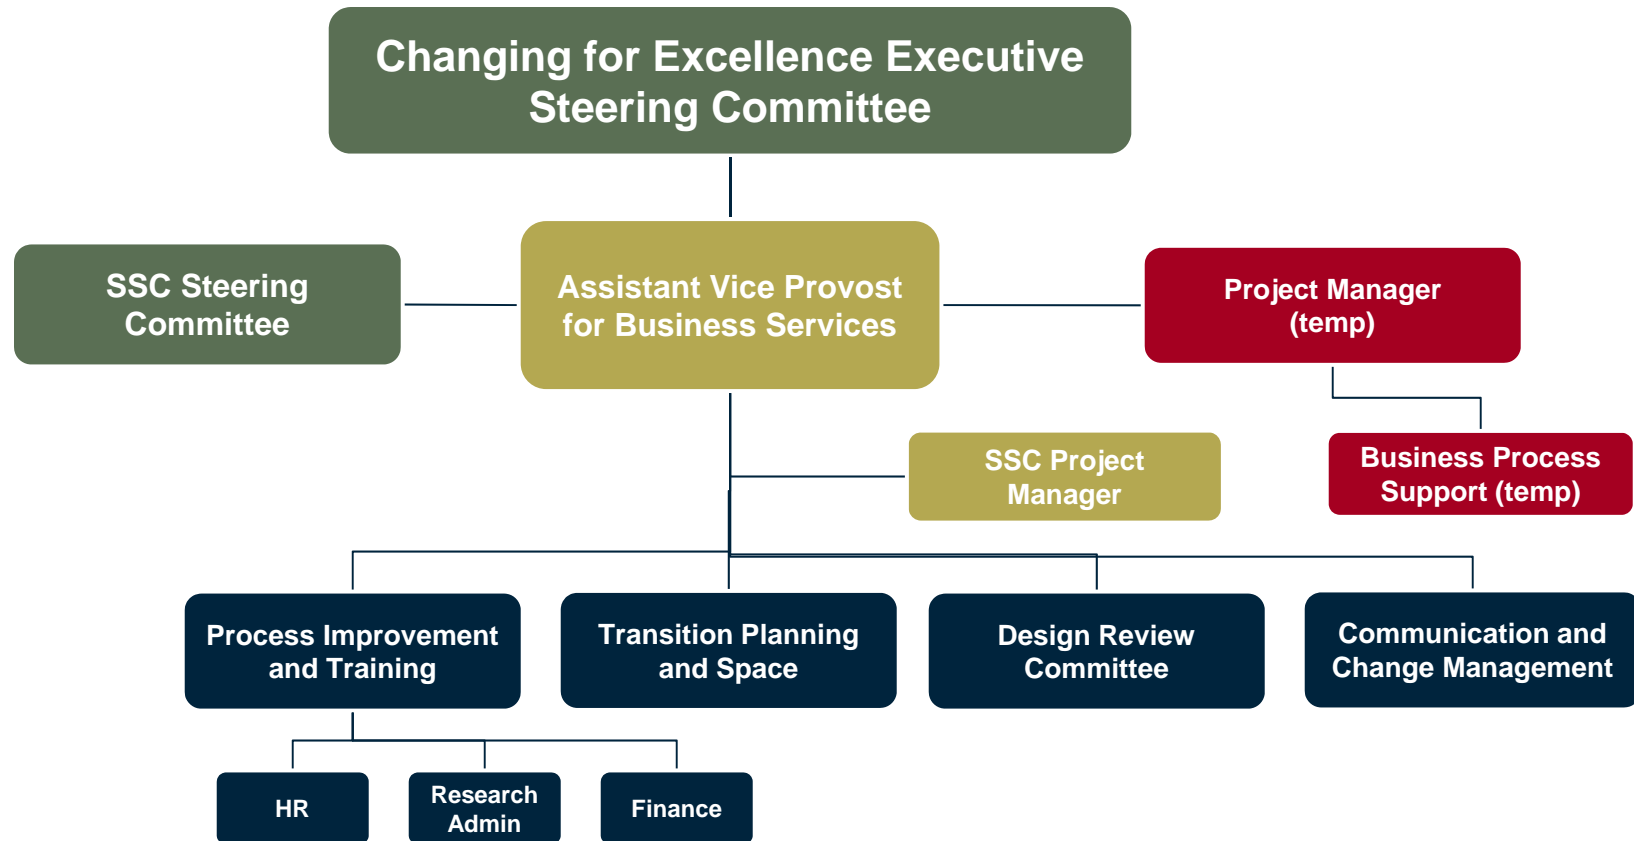 Changing for Excellence Executive
Steering Committee
SSC Steering
Committee
Assistant Vice Provost
for Business Services
Project Manager
(temp)
SSC Project
Manager
Business Process
Support (temp)
Process Improvement
and Training
Transition Planning
and Space
Design Review
Committee
Communication and
Change Management
HR
Research
Admin
Finance